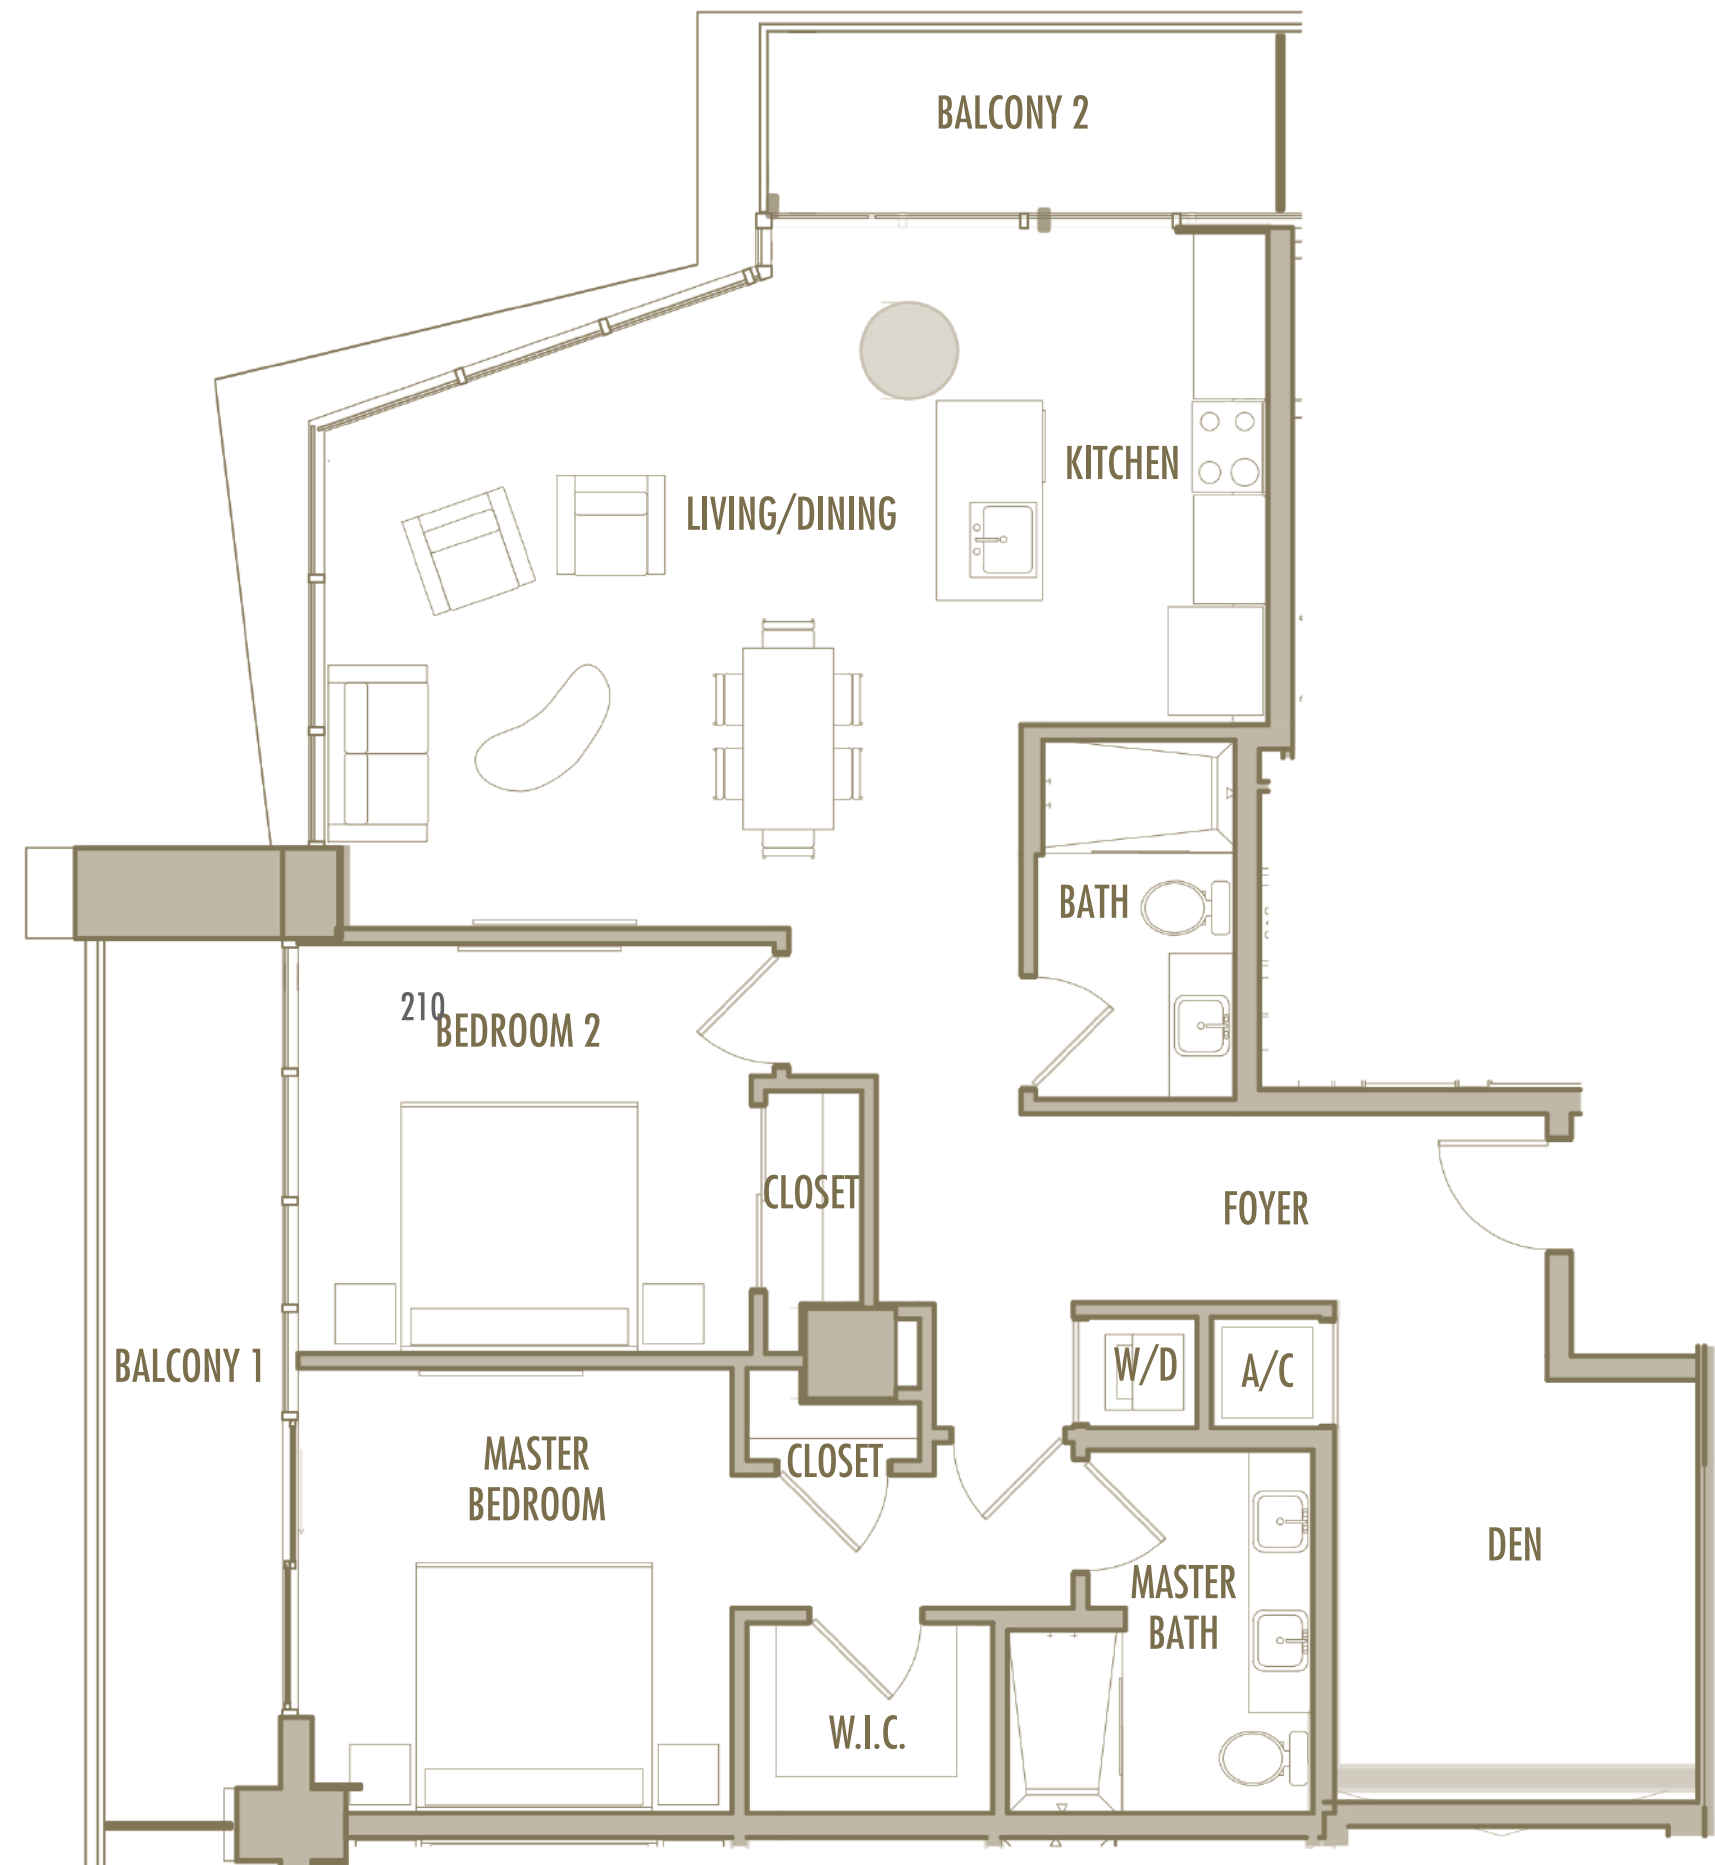 BALCONY 2
KITCHEN
LIVING/DINING
BATH
210
BEDROOM 2
CLOSET
FOYER
BALCONY 1
W/D
A/C
MASTER
BEDROOM
CLOSET
DEN
MASTER
BATH
W.I.C.